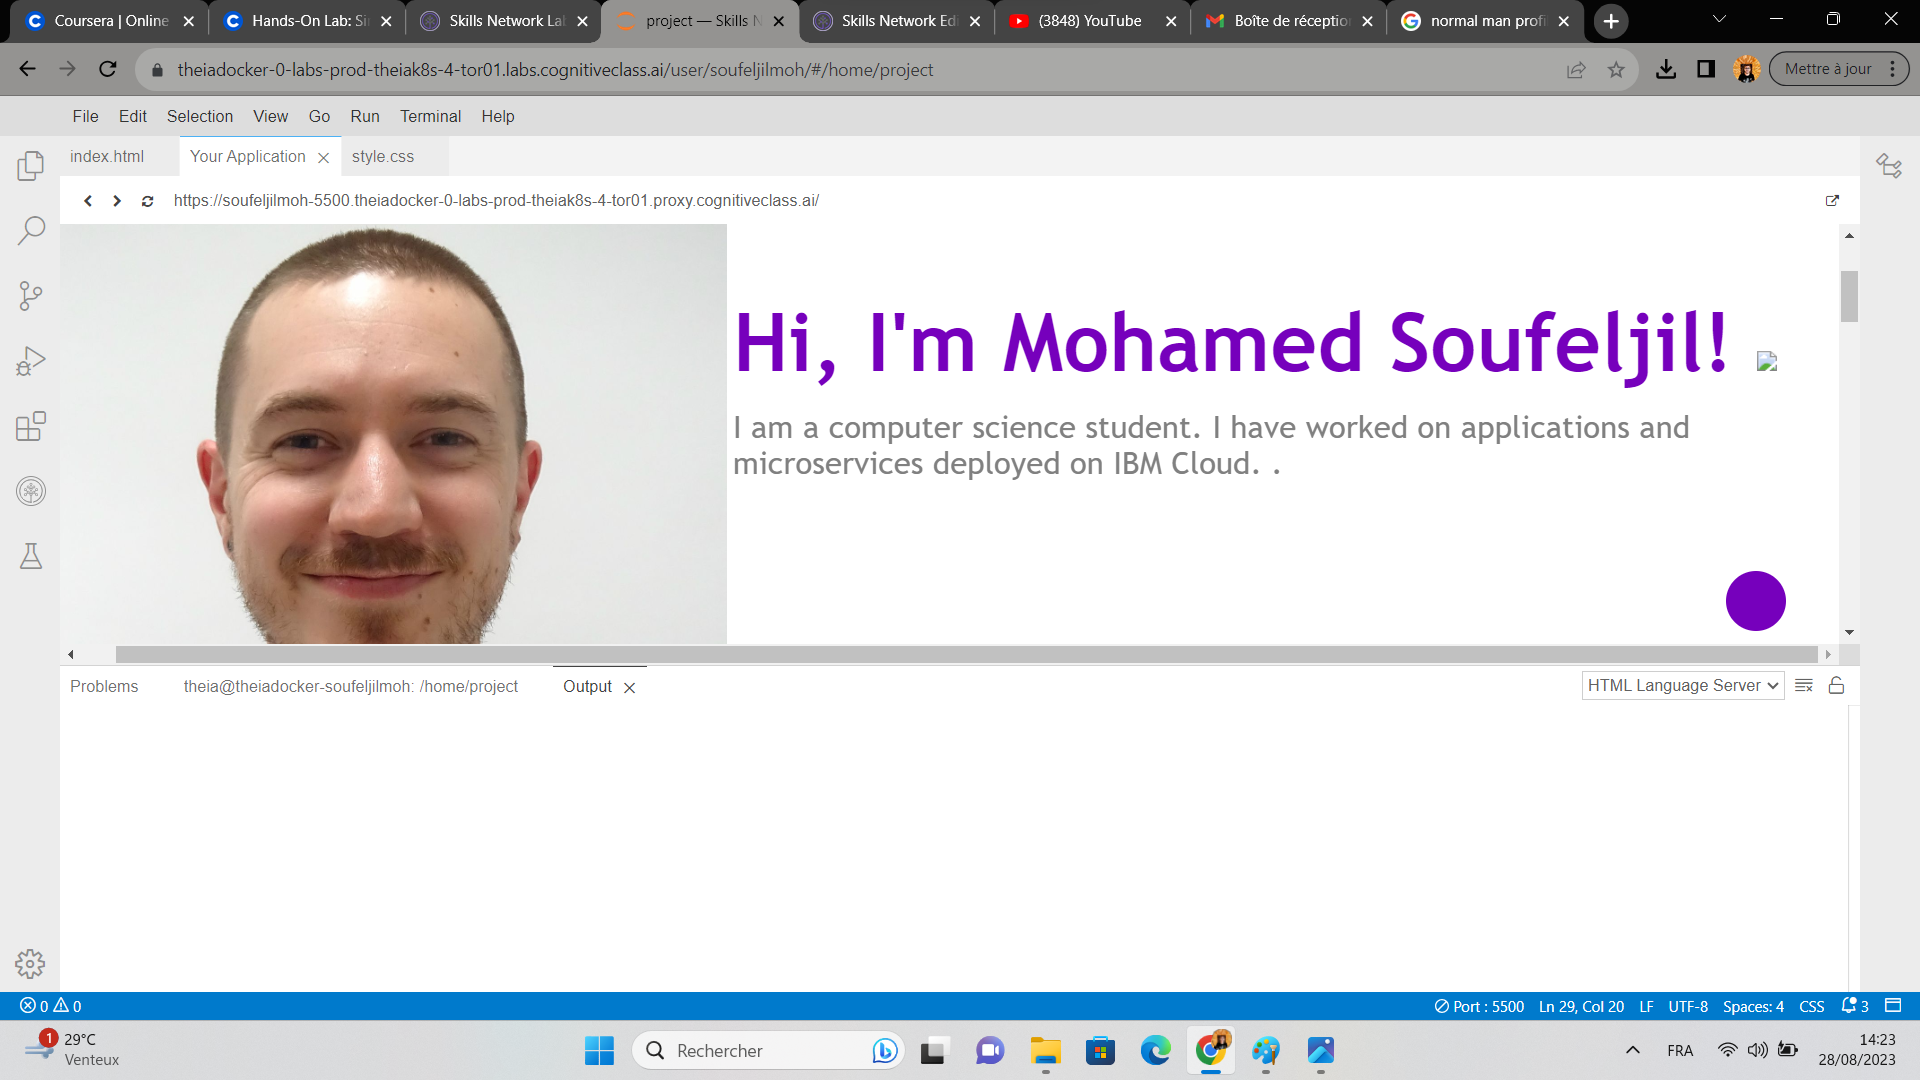 Coursera | Online
Hands-On Lab: Si
Skills Network La
project — Skills N
Skills Network Edi
(3848) YouTube
Boîte de réception
normal man profi
theiadocker-0-labs-prod-theiak8s-4-tor01.labs.cognitiveclass.ai/user/soufeljilmoh/#/home/project
Mettre à jour
File Edit Selection View Go Run Terminal Help
index.html
Your Application
style.css
https://soufeljilmoh-5500.theiadocker-0-labs-prod-theiak8s-4-tor01.proxy.cognitiveclass.ai/
Hi, I'm Mohamed Soufeljil!
I am a computer science student. I have worked on applications and
microservices deployed on IBM Cloud. .
Problems
theia@theiadocker-soufeljilmoh: /home/project
Output
HTML Language Server
0 0
Port : 5500
Ln 29, Col 20
LF
UTF-8
Spaces: 4
CSS
3
1
29°C
Venteux
Rechercher
FRA
14:23
28/08/2023